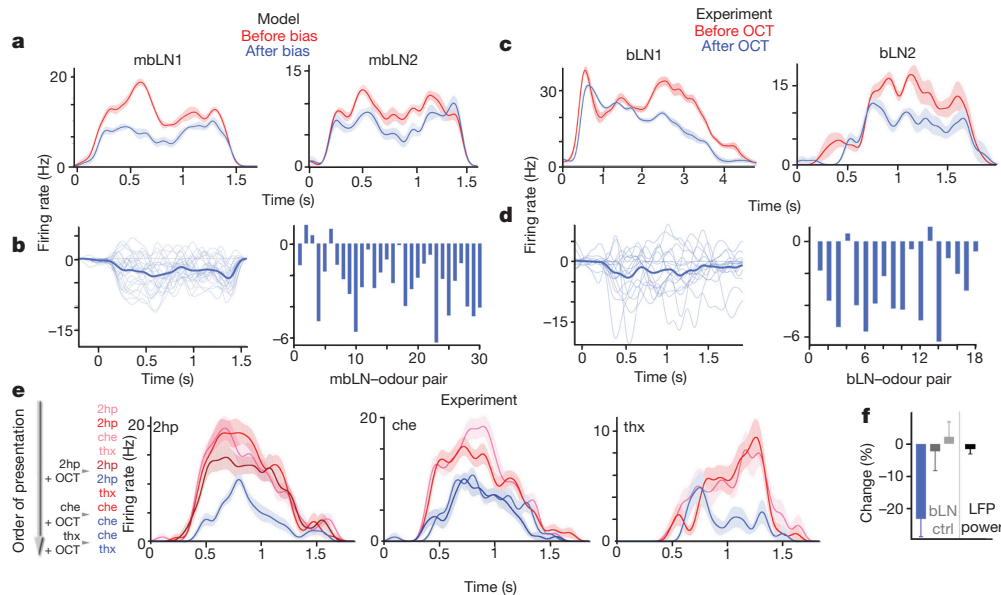 Model
Before bias
After bias
Experiment
Before OCT
After OCT
a
mbLN1
mbLN2
c
bLN1
bLN2
20
0
0 0.5 1 1.5
15
0
0 0.5 1 1.5
30
0
0 1 2 3 4
15
0
0 0.5 1 1.5 2
Time (s)
Time (s)
Firing rate (Hz)
Firing rate (Hz)
b
0
−15
0 0.5 1 1.5
Time (s)
0
−6
10 20 30
mbLN–odour pair
d
0
−15
0 0.5 1 1.5
Time (s)
0
−6
0 6 12 18
bLN–odour pair
e
Experiment
Order of presentation
2hp
2hp
che
thx
2hp
2hp
+ OCT
2hp
thx
che
che
+ OCT
che
che
thx
+ OCT
thx
Firing rate (Hz)
2hp
20
0
0 0.5 1 1.5
che
20
0
0 0.5 1 1.5
thx
10
0
0 0.5 1 1.5
Time (s)
f
Change (%)
0
−10
−20
bLN
ctrl
LFP
power